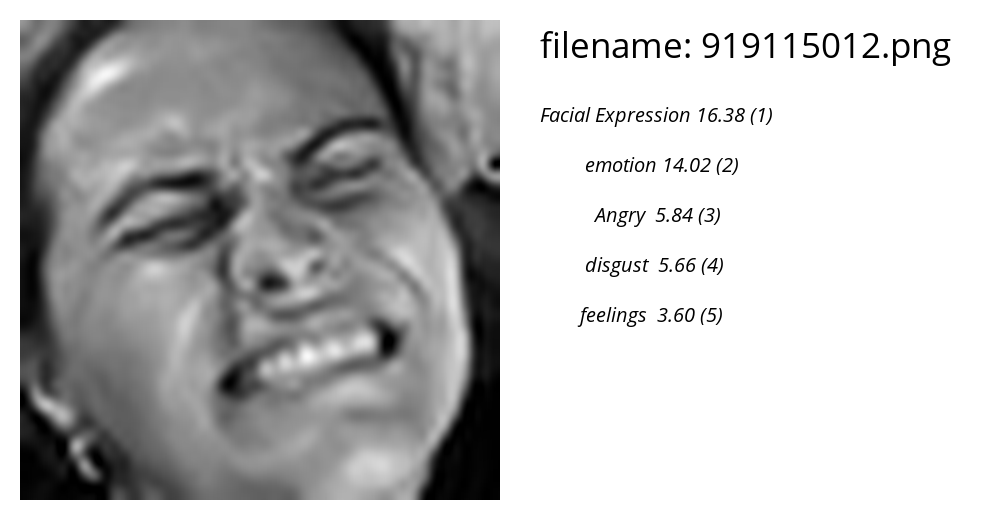 filename: 919115012.png
Facial Expression 16.38 (1)
emotion 14.02 (2)
Angry 5.84 (3)
disgust 5.66 (4)
feelings 3.60 (5)